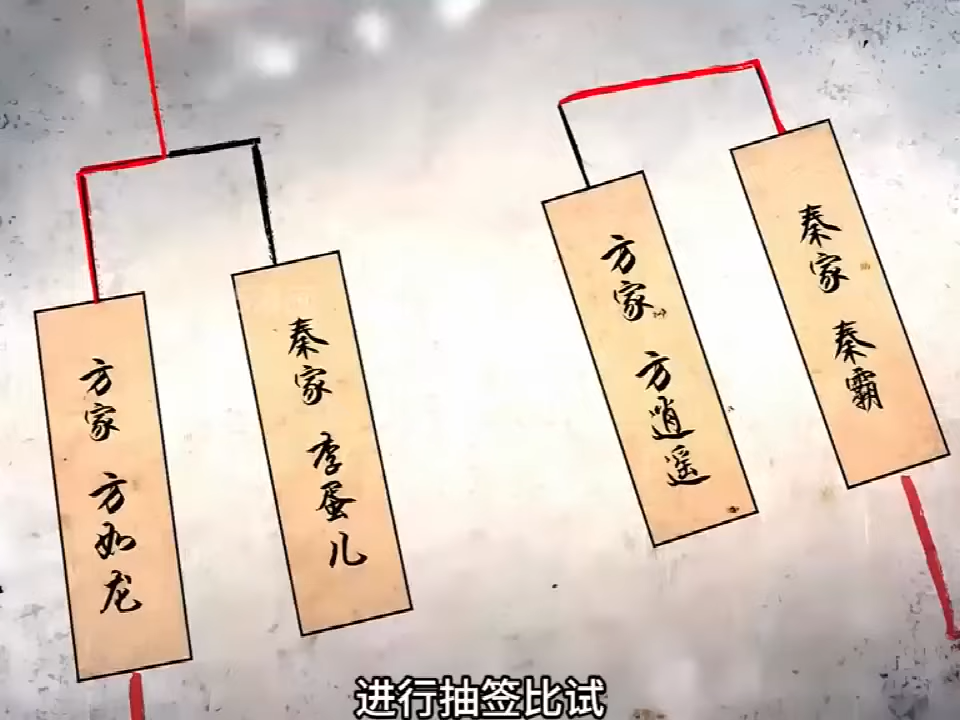 方家 方如龙
秦家 李蛋儿
方家 方逍遥
秦家 秦霸
进行抽签比试